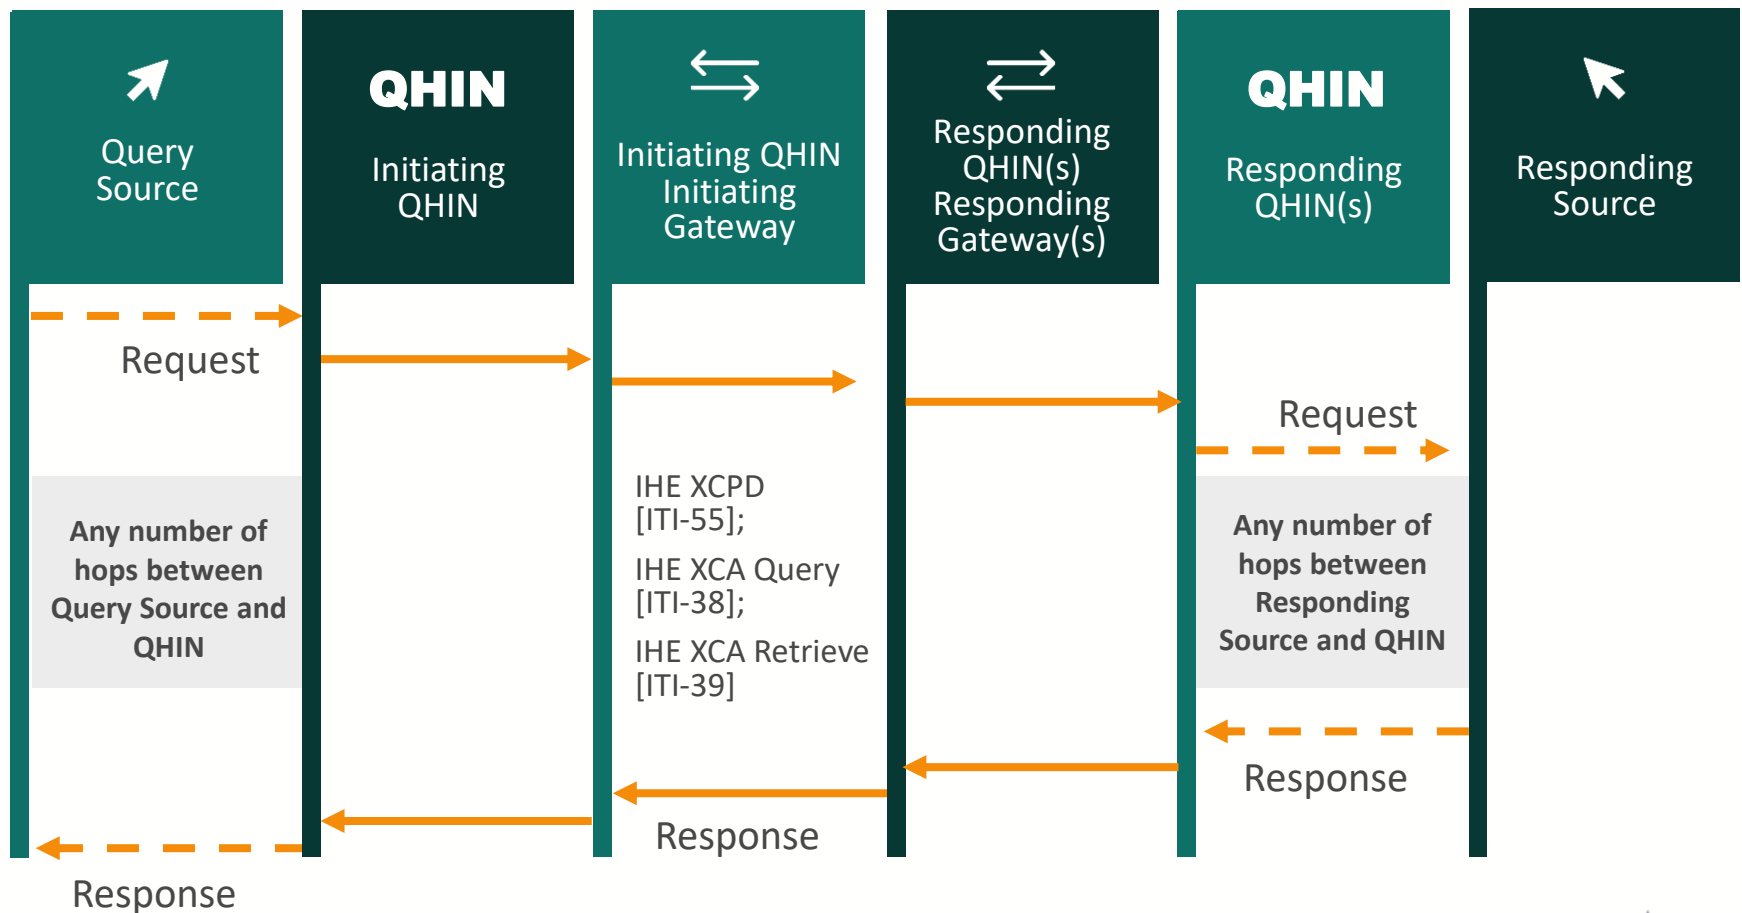 Query
Source
QHIN
Initiating
QHIN
Initiating QHIN
Initiating
Gateway
Responding
QHIN(s)
Responding
Gateway(s)
QHIN
Responding
QHIN(s)
Responding
Source
Request
Request
Any number of
hops between
Query Source and
QHIN
IHE XCPD
[ITI-55];
IHE XCA Query
[ITI-38];
IHE XCA Retrieve
[ITI-39]
Any number of
hops between
Responding
Source and QHIN
Response
Response
Response